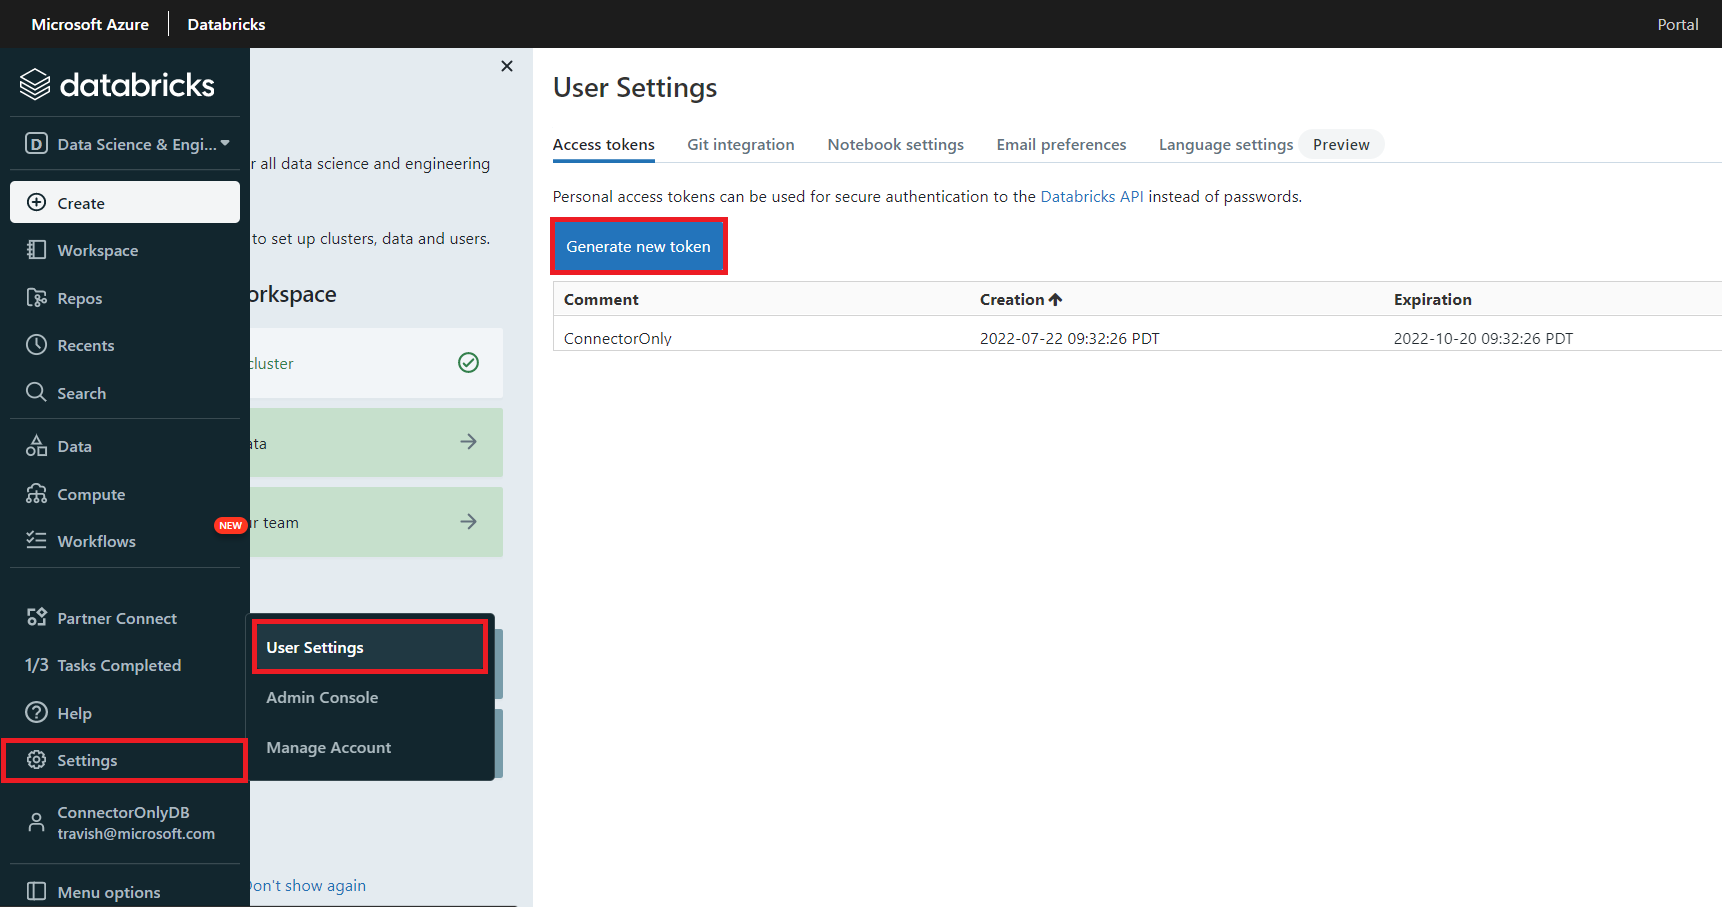 Microsoft Azure
Databricks
Portal
databricks
D Data Science & Engi...
Create
Workspace
Repos
Recents
Search
Data
Compute
NEW
Workflows
Partner Connect
1/3 Tasks Completed
Help
Settings
ConnectorOnlyDB
travish@microsoft.com
Menu options
r all data science and engineering
to set up clusters, data and users.
orkspace
cluster
ata
r team
User Settings
Admin Console
Manage Account
on't show again
User Settings
Access tokens Git integration Notebook settings Email preferences Language settings Preview
Personal access tokens can be used for secure authentication to the Databricks API instead of passwords.
Generate new token
Comment Creation Expiration
ConnectorOnly 2022-07-22 09:32:26 PDT 2022-10-20 09:32:26 PDT